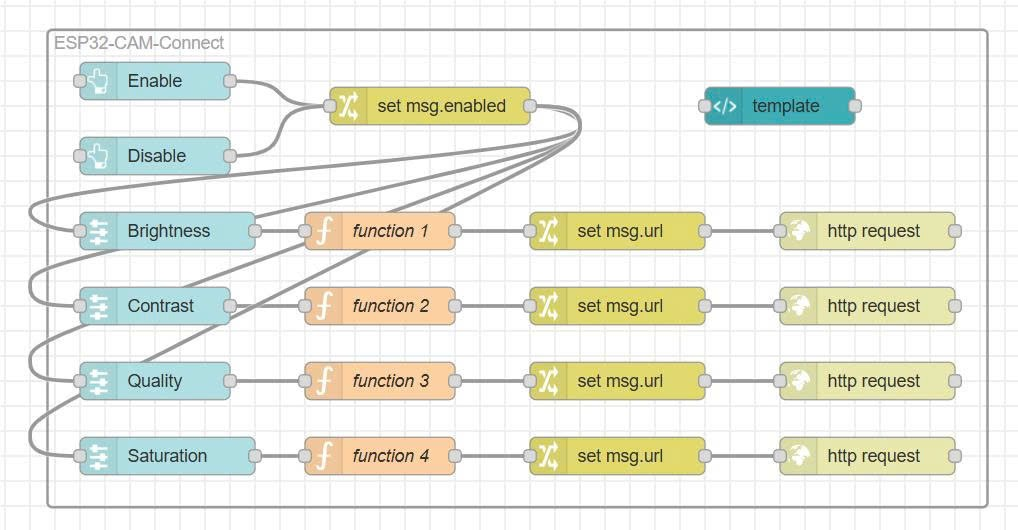 ESP32-CAM-Connect
Enable
set msg.enabled
</> template
Disable
Brightness
function 1
set msg.url
http request
Contrast
function 2
set msg.url
http request
Quality
function 3
set msg.url
http request
Saturation
function 4
set msg.url
http request